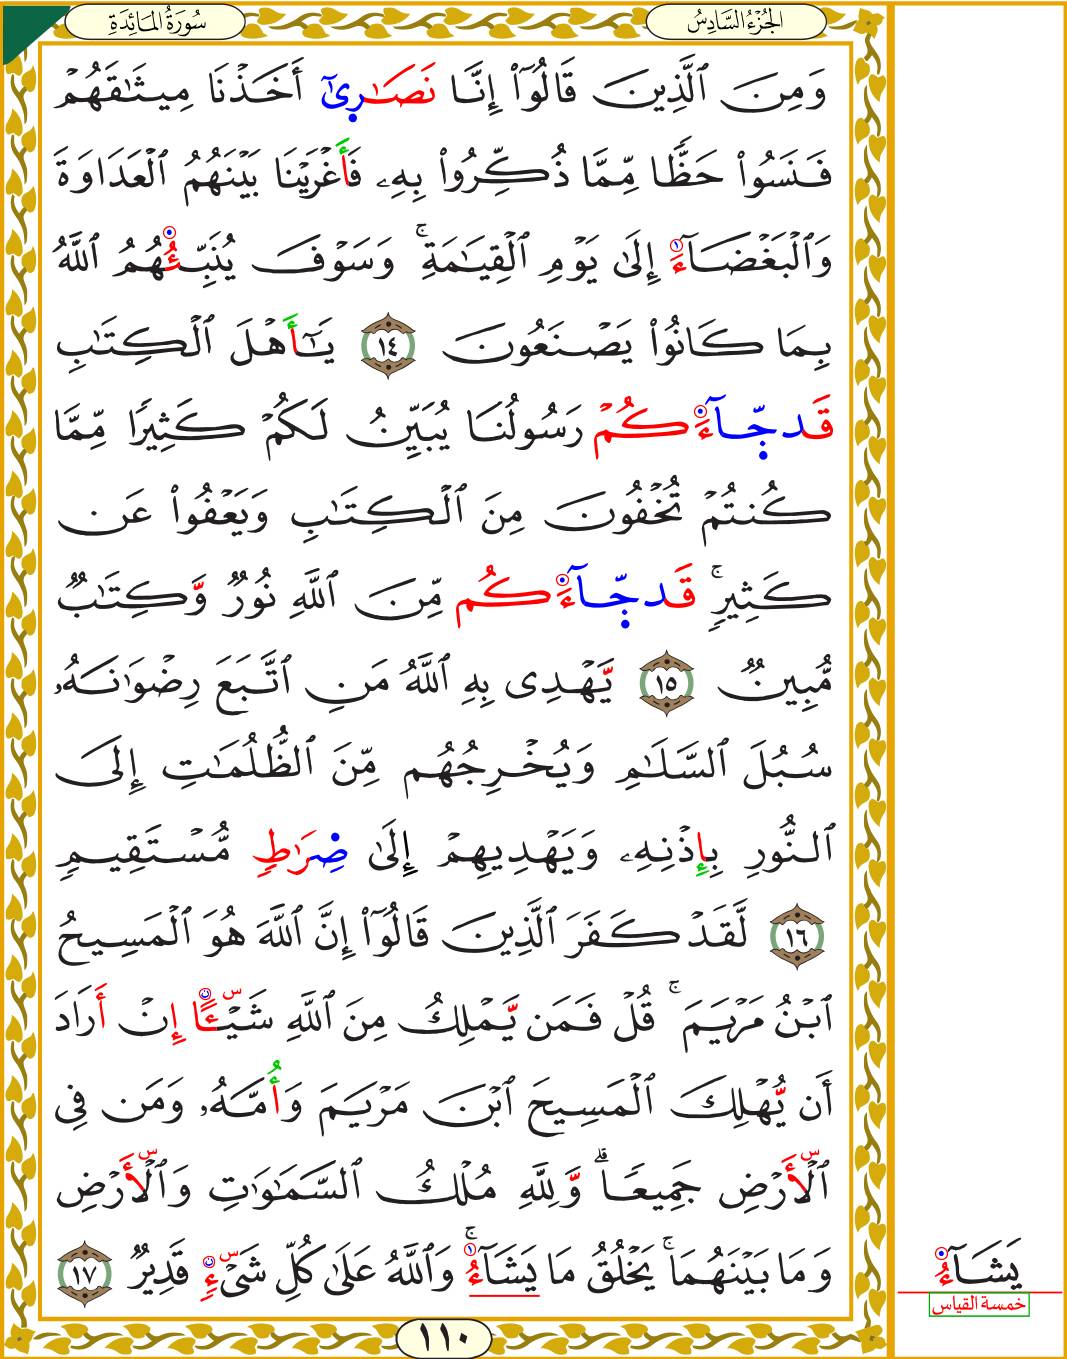 سُورَةُ المَائِدَةِ
الجُزْءُ السَّادِسُ
وَمِنَ ٱلَّذِينَ قَالُوٓا۟ إِنَّا نَصَـٰرِىٰٓ أَخَذۡنَا مِيثَـٰقَهُمۡ
فَنَسُوا۟ حَظًّا مِّمَّا ذُكِّرُوا۟ بِهِۦ فَأَغۡرَيۡنَا بَيۡنَهُمُ ٱلۡعَدَاوَةَ
وَٱلۡبَغۡضَآءَ إِلَىٰ يَوۡمِ ٱلۡقِيَـٰمَةِۚ وَسَوۡفَ يُنَبِّئُهُمُ ٱللَّهُ
بِمَا كَانُوا۟ يَصۡنَعُونَ ١٤ يَـٰٓأَهۡلَ ٱلۡكِتَـٰبِ
قَدجَّآءَكُمۡ رَسُولُنَا يُبَيِّنُ لَكُمۡ كَثِيرًا مِّمَّا
كُنتُمۡ تُخۡفُونَ مِنَ ٱلۡكِتَـٰبِ وَيَعۡفُوا۟ عَن
كَثِيرٍۚ قَدجَّآءَكُم مِّنَ ٱللَّهِ نُورٌ وَّكِتَـٰبٌ
مُّبِينٌ ١٥ يَّهۡدِى بِهِ ٱللَّهُ مَنِ ٱتَّبَعَ رِضۡوَٰنَهُۥ
سُبُلَ ٱلسَّلَـٰمِ وَيُخۡرِجُهُم مِّنَ ٱلظُّلُمَـٰتِ إِلَى
ٱلنُّورِ بِإِذۡنِهِۦ وَيَهۡدِيهِمۡ إِلَىٰ صِرَٰطٍ مُّسۡتَقِيمٍ
١٦ لَّقَدۡ كَفَرَ ٱلَّذِينَ قَالُوٓا۟ إِنَّ ٱللَّهَ هُوَ ٱلۡمَسِيحُ
ٱبۡنُ مَرۡيَمَۚ قُلۡ فَمَن يَّمۡلِكُ مِنَ ٱللَّهِ شَيۡـًٔا إِنۡ أَرَادَ
أَن يُّهۡلِكَ ٱلۡمَسِيحَ ٱبۡنَ مَرۡيَمَ وَأُمَّهُۥ وَمَن فِى
ٱلۡأَرۡضِ جَمِيعًاۗ وَّلِلَّهِ مُلۡكُ ٱلسَّمَـٰوَٰتِ وَٱلۡأَرۡضِ
وَمَا بَيۡنَهُمَاۚ يَخۡلُقُ مَا يَشَآءُۚ وَٱللَّهُ عَلَىٰ كُلِّ شَىۡءٍ قَدِيرٌ ١٧
يَشَآءُ
خمسة القياس
١١٠